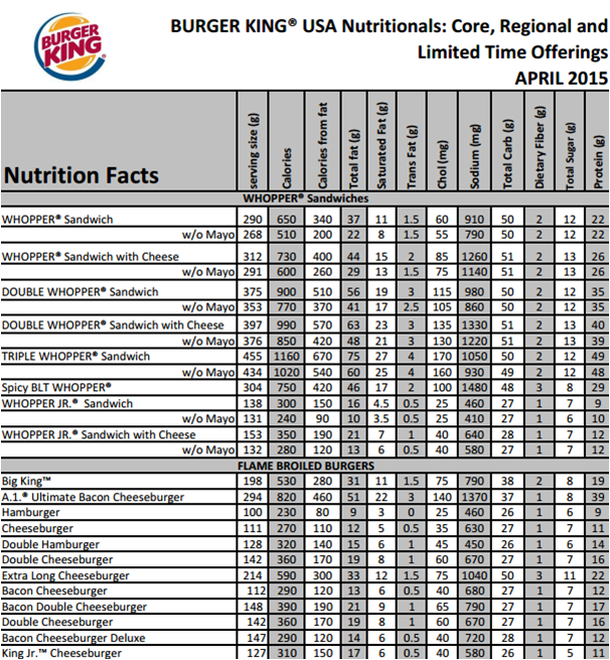 BURGER KING® USA Nutritionals: Core, Regional and
BURGER
KING®
Limited Time Offerings
APRIL 2015
Nutrition Facts serving size (g) Calories Calories from fat Total fat (g) Saturated Fat (g) Trans Fat (g) Chol (mg) Sodium (mg) Total Carb (g) Dietary Fiber (g) Total Sugar (g) Protein (g)
WHOPPER® Sandwiches
WHOPPER® Sandwich 290 650 340 37 11 1.5 60 910 50 2 12 22
w/o Mayo 268 510 200 22 8 1.5 55 790 50 2 12 22
WHOPPER® Sandwich with Cheese 312 730 400 44 15 2 85 1260 51 2 13 26
w/o Mayo 291 600 260 29 13 1.5 75 1140 51 2 13 26
DOUBLE WHOPPER® Sandwich 375 900 510 56 19 3 115 980 50 2 12 35
w/o Mayo 353 770 370 41 17 2.5 105 860 50 2 12 35
DOUBLE WHOPPER® Sandwich with Cheese 397 990 570 63 23 3 135 1330 51 2 13 40
w/o Mayo 376 850 420 48 21 3 130 1220 51 2 13 39
TRIPLE WHOPPER® Sandwich 455 1160 670 75 27 4 170 1050 50 2 12 49
w/o Mayo 434 1020 540 60 25 4 160 930 49 2 12 48
Spicy BLT WHOPPER® 304 750 420 46 17 2 100 1480 48 3 8 29
WHOPPER JR.® Sandwich 138 300 150 16 4.5 0.5 25 460 27 1 7 9
w/o Mayo 131 240 90 10 3.5 0.5 25 410 27 1 6 10
WHOPPER JR.® Sandwich with Cheese 153 350 190 21 7 1 40 640 28 1 7 12
w/o Mayo 132 280 120 13 6 0.5 40 580 27 1 7 12
FLAME BROILED BURGERS
Big King™ 198 530 280 31 11 1.5 75 790 38 2 8 19
A.1.® Ultimate Bacon Cheeseburger 294 820 460 51 22 3 140 1370 37 1 8 39
Hamburger 100 230 80 9 3 0 25 460 26 1 6 9
Cheeseburger 111 270 110 12 5 0.5 35 630 27 1 7 11
Double Hamburger 128 320 140 15 6 1 45 450 26 1 6 14
Double Cheeseburger 142 360 170 19 8 1 60 670 27 1 7 16
Extra Long Cheeseburger 214 590 300 33 12 1.5 75 1040 50 3 11 22
Bacon Cheeseburger 112 290 120 13 6 0.5 40 680 27 1 7 12
Bacon Double Cheeseburger 148 390 190 21 9 1 65 790 27 1 7 17
Double Cheeseburger 142 360 170 19 8 1 60 670 27 1 7 16
Bacon Cheeseburger Deluxe 147 290 120 14 6 0.5 40 720 28 1 7 12
King Jr.™ Cheeseburger 127 310 150 17 6 0.5 40 580 26 1 5 11